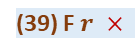 (39) F r ×